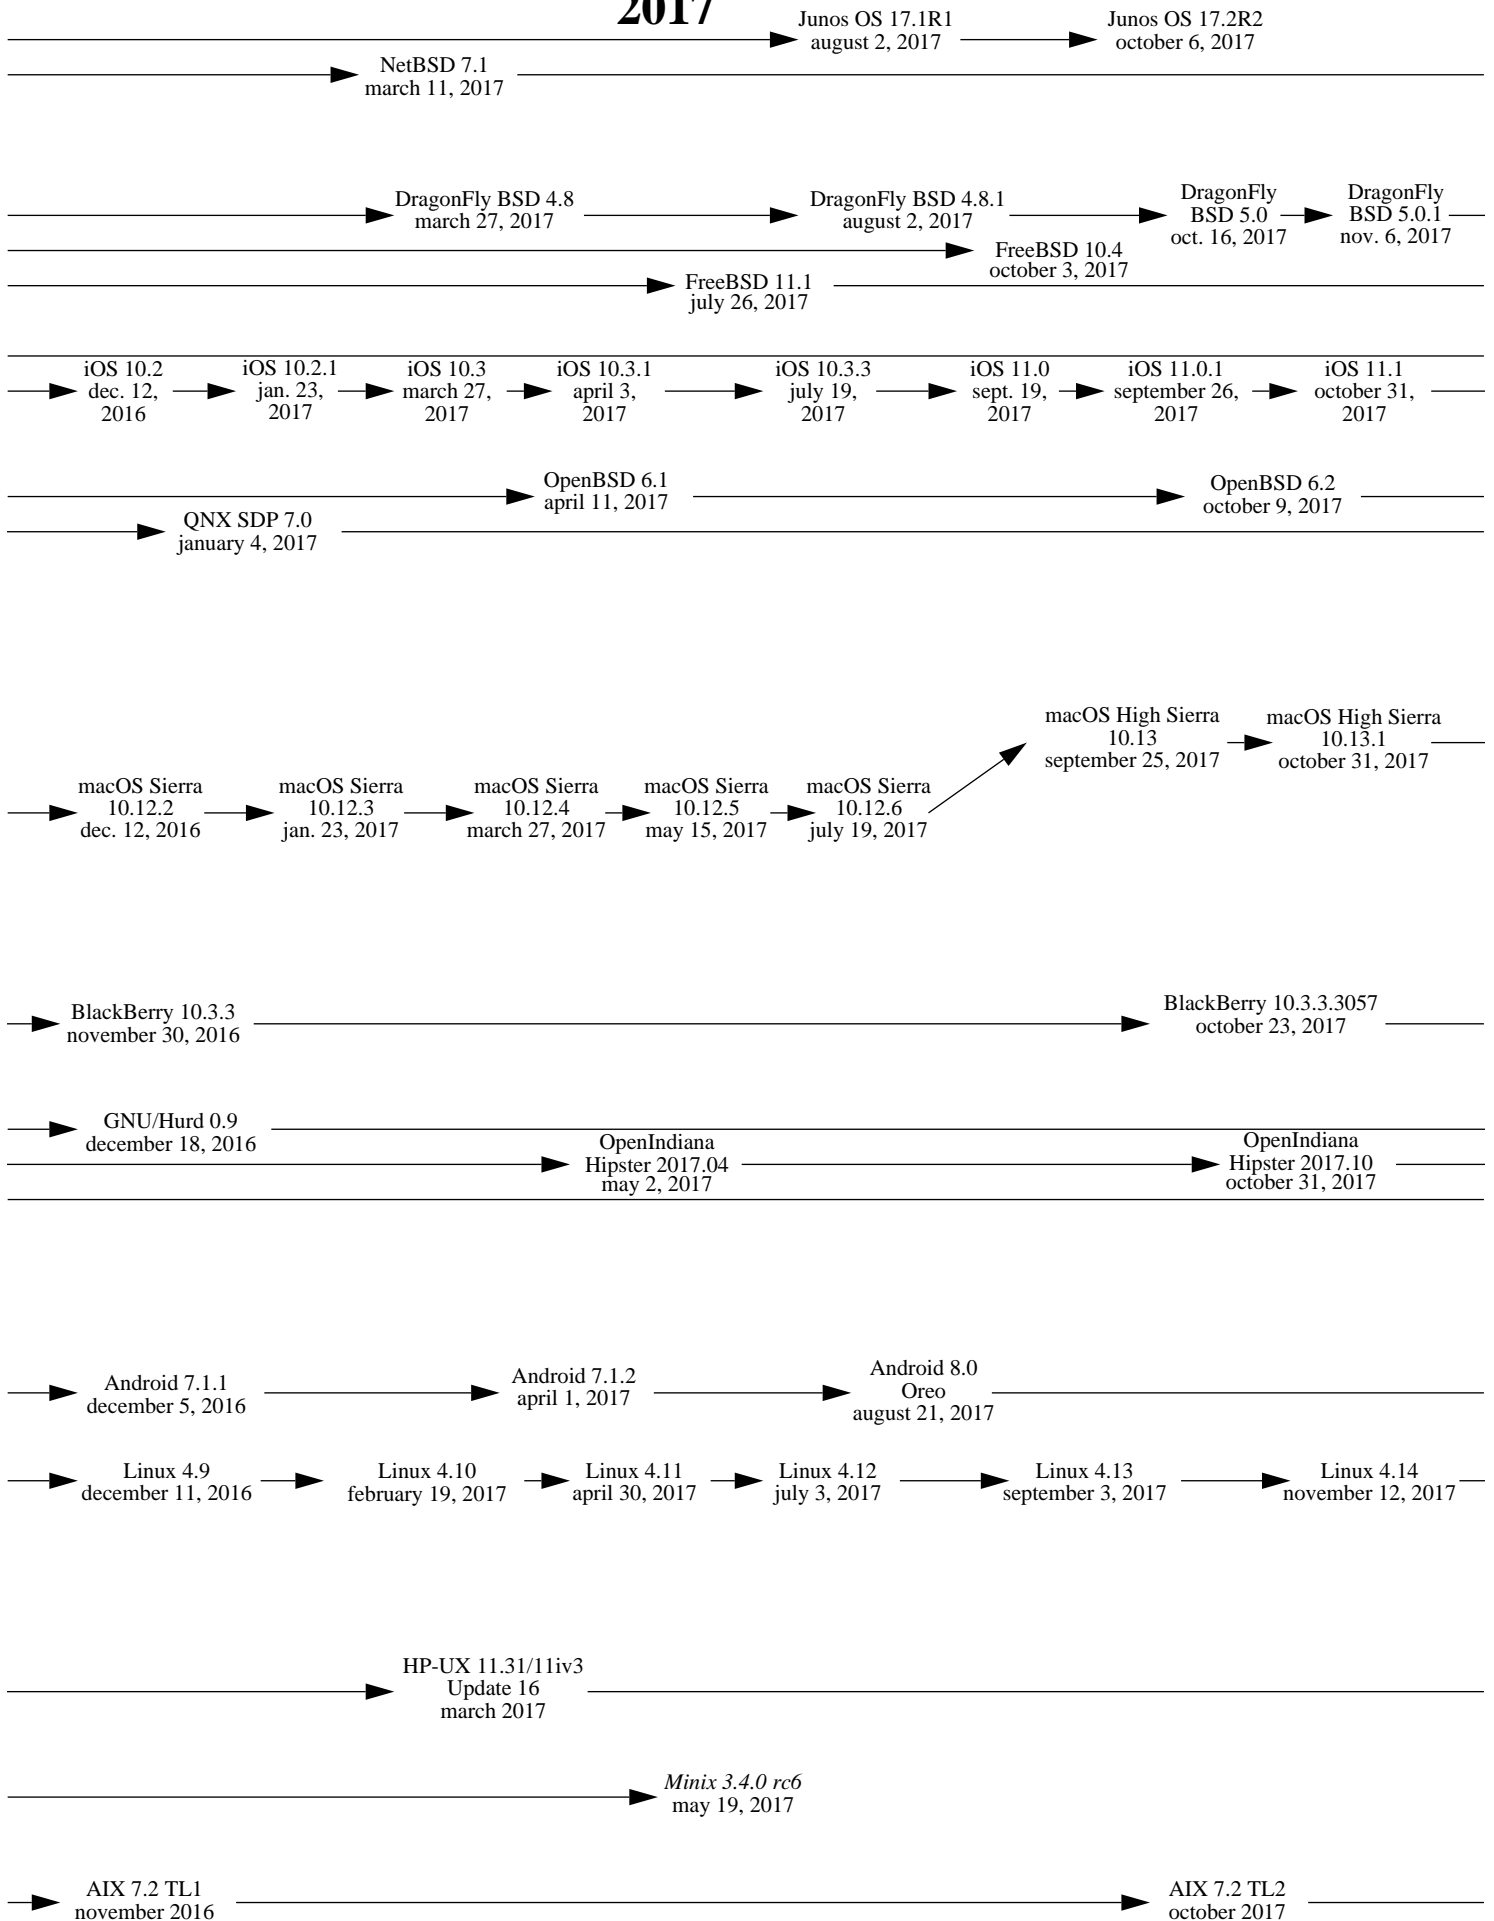 2017
Junos OS 17.1R1
august 2, 2017
Junos OS 17.2R2
october 6, 2017
NetBSD 7.1
march 11, 2017
DragonFly BSD 4.8
march 27, 2017
DragonFly BSD 4.8.1
august 2, 2017
DragonFly
BSD 5.0
oct. 16, 2017
DragonFly
BSD 5.0.1
nov. 6, 2017
FreeBSD 10.4
october 3, 2017
FreeBSD 11.1
july 26, 2017
iOS 10.2
dec. 12,
2016
iOS 10.2.1
jan. 23,
2017
iOS 10.3
march 27,
2017
iOS 10.3.1
april 3,
2017
iOS 10.3.3
july 19,
2017
iOS 11.0
sept. 19,
2017
iOS 11.0.1
september 26,
2017
iOS 11.1
october 31,
2017
OpenBSD 6.1
april 11, 2017
OpenBSD 6.2
october 9, 2017
QNX SDP 7.0
january 4, 2017
macOS High Sierra
10.13
september 25, 2017
macOS High Sierra
10.13.1
october 31, 2017
macOS Sierra
10.12.2
dec. 12, 2016
macOS Sierra
10.12.3
jan. 23, 2017
macOS Sierra
10.12.4
march 27, 2017
macOS Sierra
10.12.5
may 15, 2017
macOS Sierra
10.12.6
july 19, 2017
BlackBerry 10.3.3
november 30, 2016
BlackBerry 10.3.3.3057
october 23, 2017
GNU/Hurd 0.9
december 18, 2016
OpenIndiana
Hipster 2017.04
may 2, 2017
OpenIndiana
Hipster 2017.10
october 31, 2017
Android 7.1.1
december 5, 2016
Android 7.1.2
april 1, 2017
Android 8.0
Oreo
august 21, 2017
Linux 4.9
december 11, 2016
Linux 4.10
february 19, 2017
Linux 4.11
april 30, 2017
Linux 4.12
july 3, 2017
Linux 4.13
september 3, 2017
Linux 4.14
november 12, 2017
HP-UX 11.31/11iv3
Update 16
march 2017
Minix 3.4.0 rc6
may 19, 2017
AIX 7.2 TL1
november 2016
AIX 7.2 TL2
october 2017